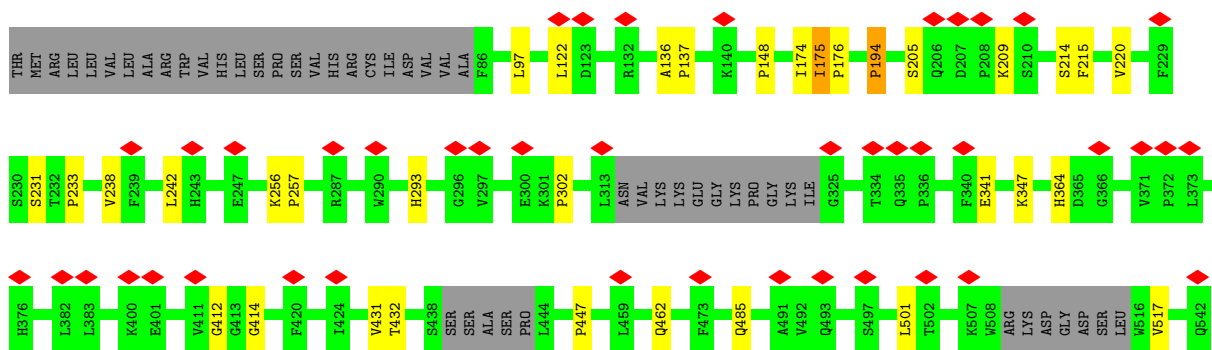 THR MET ARG LEU LEU VAL LEU ALA ARG TRP VAL HIS LEU SER PRO SER VAL HIS ARG CYS ILE ASP VAL VAL ALA F86 L97 L122 D123 R132 A136 P137 K140 P148 I174 I175 P176 P194 S205 Q206 D207 P208 K209 S210 S214 F215 V220 F229
S230 S231 T232 P233 V238 F239 L242 H243 E247 K256 P257 R287 W290 H293 G296 V297 E300 K301 P302 L313 ASN VAL LYS LYS GLU GLY LYS PRO GLY LYS ILE G325 T334 Q335 P336 F340 E341 K347 H364 D365 G366 V371 P372 L373
H376 L382 L383 K400 E401 V411 G412 G413 G414 F420 I424 V431 T432 S438 SER SER ALA SER PRO L444 P447 L459 Q462 F473 Q485 A491 V492 Q493 S497 L501 T502 K507 W508 ARG LYS ASP GLY ASP SER LEU W516 V517 Q542